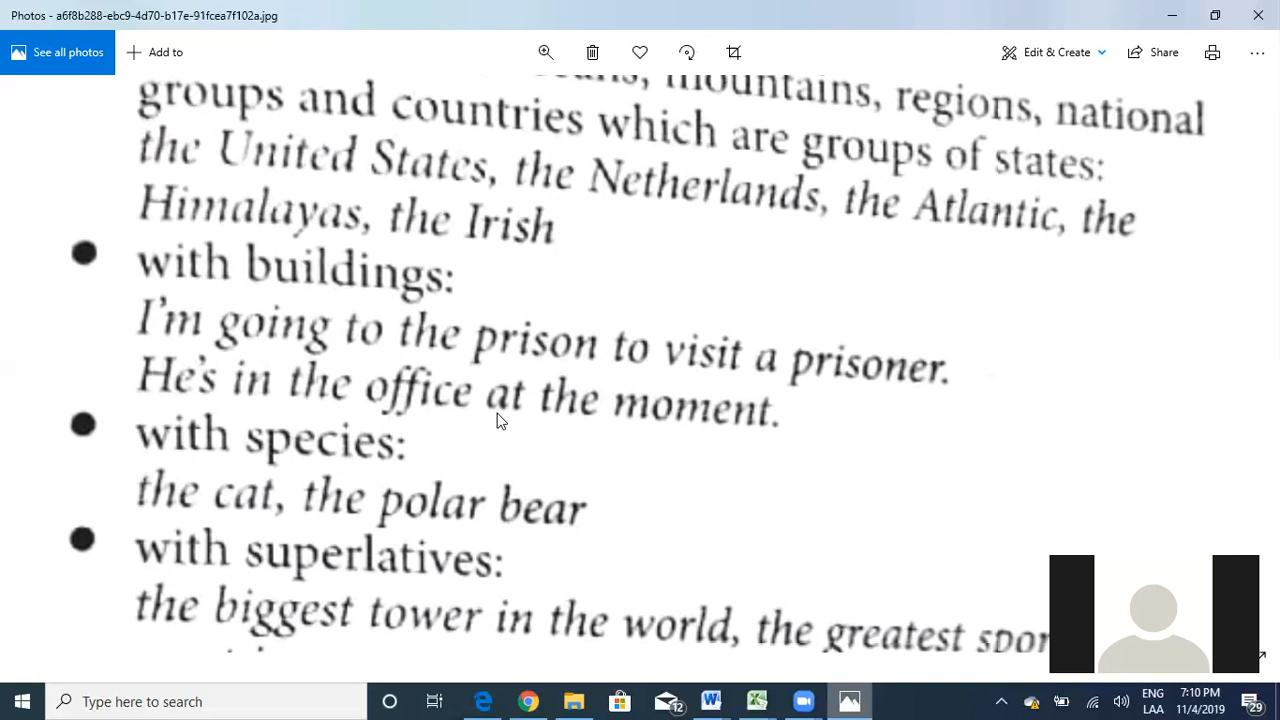 Photos - a6f8b288-ebc9-4d70-b17e-91fcea7f102a.jpg
See all photos
Add to
Edit & Create
Share
mountains, regions, national
groups and countries which are groups of states:
the United States, the Netherlands, the Atlantic, the
Himalayas, the Irish
● with buildings:
I'm going to the prison to visit a prisoner.
He's in the office at the moment.
● with species:
the cat, the polar bear
● with superlatives:
the biggest tower in the world, the greatest
Type here to search
12
ENG
LAA
7:10 PM
11/4/2019
29